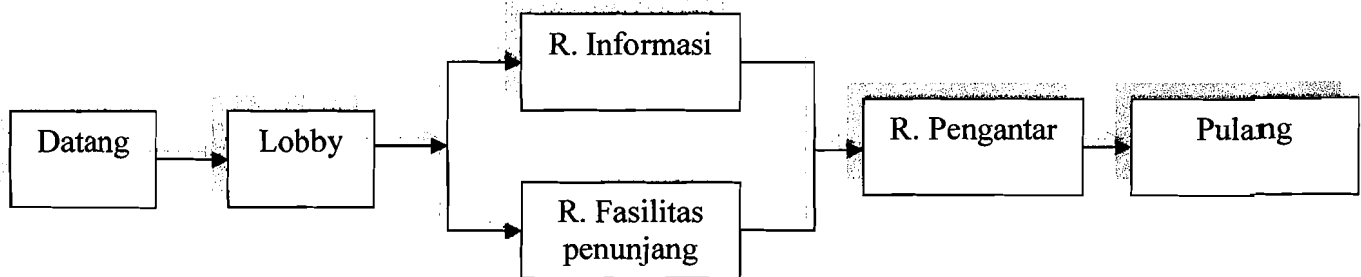 Datang
Lobby
R. Informasi
R. Fasilitas
penunjang
R. Pengantar
Pulang